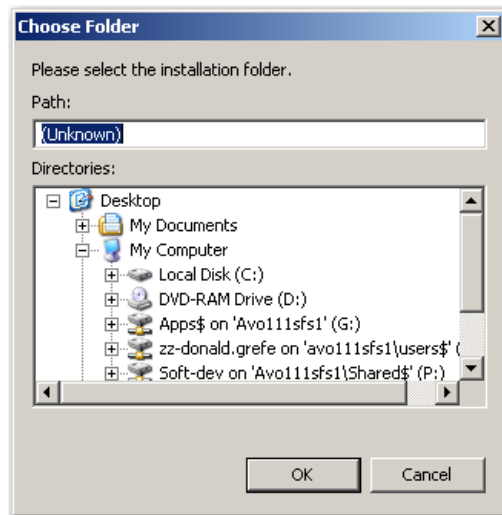 Choose Folder
Please select the installation folder.
Path:
(Unknown)
Directories:
Desktop
My Documents
My Computer
Local Disk (C:)
DVD-RAM Drive (D:)
Apps$ on 'Avo111sfs1' (G:)
zz-donald.grefe on 'avo111sfs1\users$' (
Soft-dev on 'Avo111sfs1\Shared$' (P:)
OK
Cancel